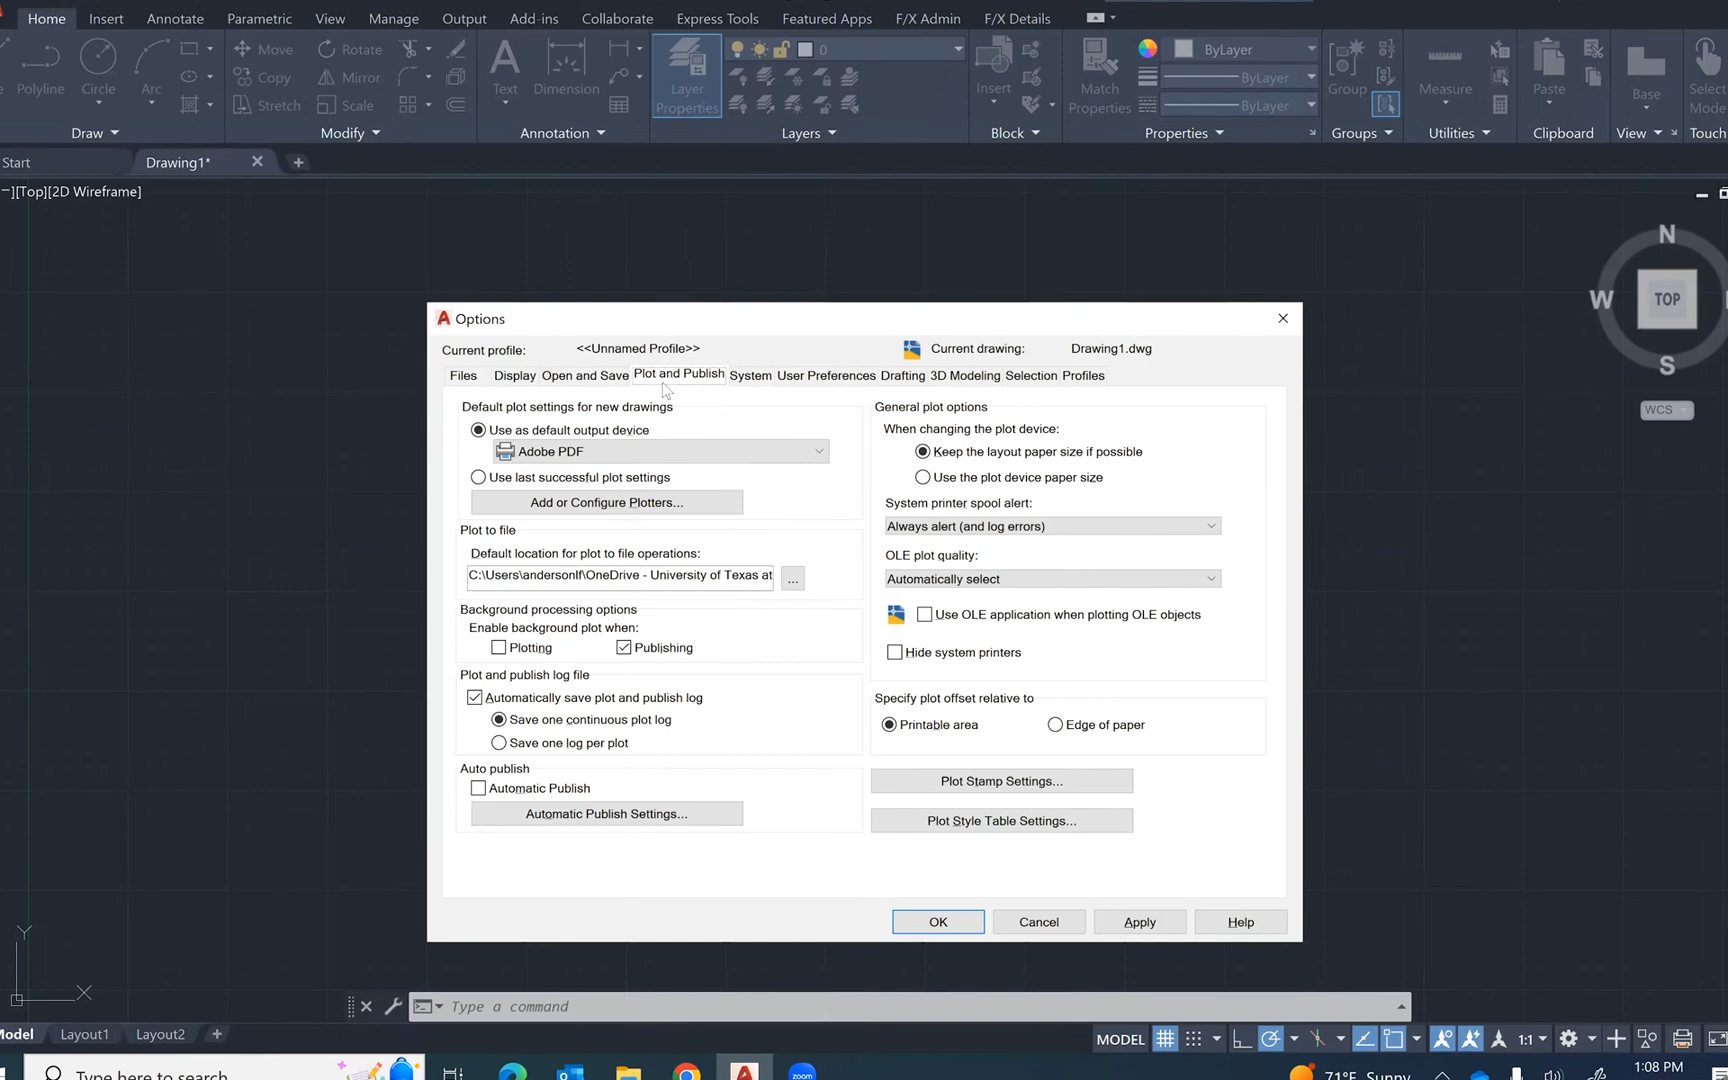 Home Insert Annotate Parametric View Manage Output Add-ins Collaborate Express Tools Featured Apps F/X Admin F/X Details
Polyline Circle Arc
Move Rotate
Copy Mirror
Stretch Scale
Text Dimension
Layer Properties
0
Insert
Match Properties
ByLayer
ByLayer
ByLayer
Group
Measure
Paste
Base
Select Mode
Draw Modify Annotation Layers Block Properties Groups Utilities Clipboard View Touch
Start Drawing1*
[Top][2D Wireframe]
N
W TOP
S
WCS
Options
Current profile: <<Unnamed Profile>> Current drawing: Drawing1.dwg
Files Display Open and Save Plot and Publish System User Preferences Drafting 3D Modeling Selection Profiles
Default plot settings for new drawings
Use as default output device
Adobe PDF
Use last successful plot settings
Add or Configure Plotters...
Plot to file
Default location for plot to file operations:
C:\Users\andersonlf\OneDrive - University of Texas at
...
Background processing options
Enable background plot when:
Plotting Publishing
Plot and publish log file
Automatically save plot and publish log
Save one continuous plot log
Save one log per plot
Auto publish
Automatic Publish
Automatic Publish Settings...
General plot options
When changing the plot device:
Keep the layout paper size if possible
Use the plot device paper size
System printer spool alert:
Always alert (and log errors)
OLE plot quality:
Automatically select
Use OLE application when plotting OLE objects
Hide system printers
Specify plot offset relative to
Printable area Edge of paper
Plot Stamp Settings...
Plot Style Table Settings...
OK Cancel Apply Help
Y
X
Type a command
Model Layout1 Layout2
MODEL 1:1
Type here to search
71°F Sunny
1:08 PM